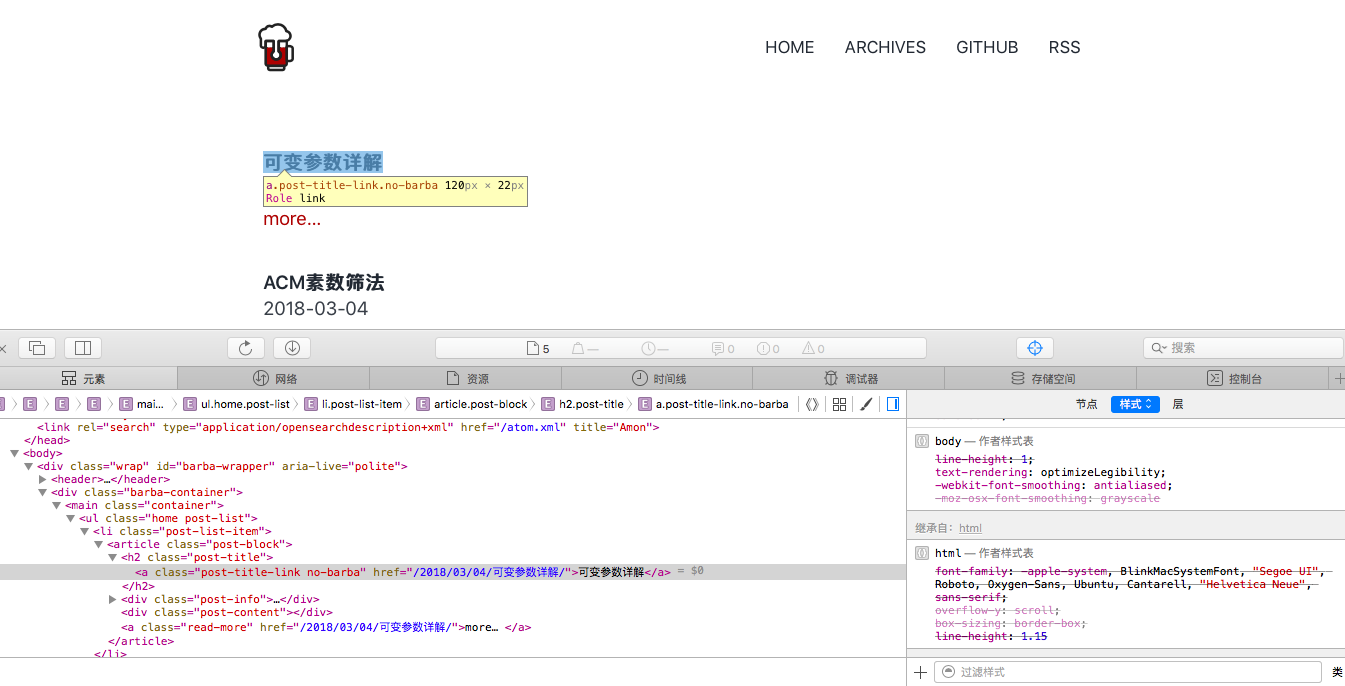 HOME ARCHIVES GITHUB RSS
可变参数详解
a.post-title-link.no-barba 120px × 22px
Role link
more...
ACM素数筛法
2018-03-04
5 — — 0 0 0 搜索
元素 网络 资源 时间线 调试器 存储空间 控制台
E E E E mai... E ul.home.post-list E li.post-list-item E article.post-block E h2.post-title E a.post-title-link.no-barba 节点 样式 层
<link rel="search" type="application/opensearchdescription+xml" href="/atom.xml" title="Amon">
</head>
<body>
<div class="wrap" id="barba-wrapper" aria-live="polite">
<header>…</header>
<div class="barba-container">
<main class="container">
<ul class="home post-list">
<li class="post-list-item">
<article class="post-block">
<h2 class="post-title">
<a class="post-title-link no-barba" href="/2018/03/04/可变参数详解/">可变参数详解</a> = $0
</h2>
<div class="post-info">…</div>
<div class="post-content"></div>
<a class="read-more" href="/2018/03/04/可变参数详解/">more… </a>
</article>
</li>
body — 作者样式表
line-height: 1;
text-rendering: optimizeLegibility;
-webkit-font-smoothing: antialiased;
-moz-osx-font-smoothing: grayscale
继承自: html
html — 作者样式表
font-family: -apple-system, BlinkMacSystemFont, "Segoe UI",
Roboto, Oxygen-Sans, Ubuntu, Cantarell, "Helvetica Neue",
sans-serif;
overflow-y: scroll;
box-sizing: border-box;
line-height: 1.15
过滤样式 类